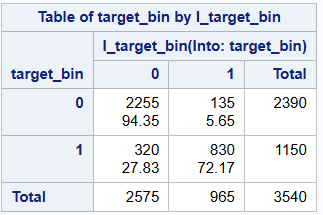 Table of target_bin by I_target_bin
I_target_bin(Into: target_bin)
target_bin 0 1 Total
0 2255 135 2390
94.35 5.65
1 320 830 1150
27.83 72.17
Total 2575 965 3540